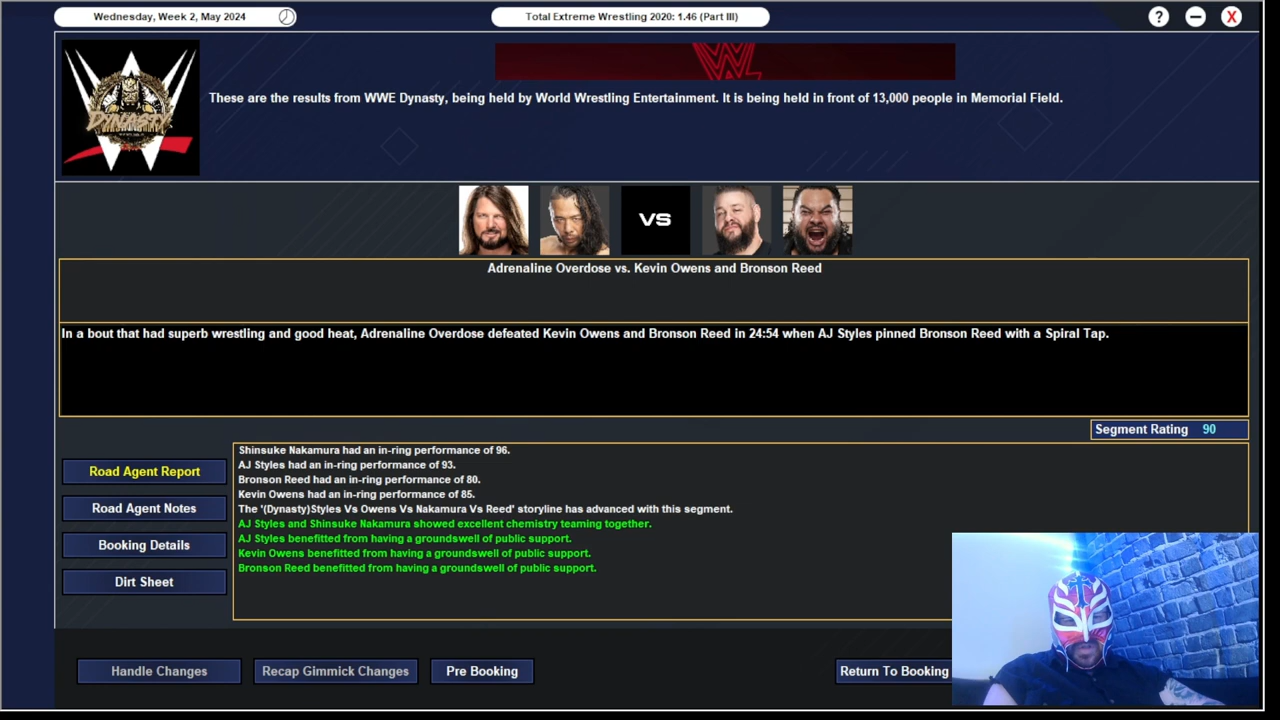 Wednesday, Week 2, May 2024
Total Extreme Wrestling 2020: 1.46 (Part III)
?
X
DYNASTY
These are the results from WWE Dynasty, being held by World Wrestling Entertainment. It is being held in front of 13,000 people in Memorial Field.
VS
Adrenaline Overdose vs. Kevin Owens and Bronson Reed
In a bout that had superb wrestling and good heat, Adrenaline Overdose defeated Kevin Owens and Bronson Reed in 24:54 when AJ Styles pinned Bronson Reed with a Spiral Tap.
Segment Rating 90
Road Agent Report
Road Agent Notes
Booking Details
Dirt Sheet
Shinsuke Nakamura had an in-ring performance of 96.
AJ Styles had an in-ring performance of 93.
Bronson Reed had an in-ring performance of 80.
Kevin Owens had an in-ring performance of 85.
The '(Dynasty)Styles Vs Owens Vs Nakamura Vs Reed' storyline has advanced with this segment.
AJ Styles and Shinsuke Nakamura showed excellent chemistry teaming together.
AJ Styles benefitted from having a groundswell of public support.
Kevin Owens benefitted from having a groundswell of public support.
Bronson Reed benefitted from having a groundswell of public support.
Handle Changes
Recap Gimmick Changes
Pre Booking
Return To Booking